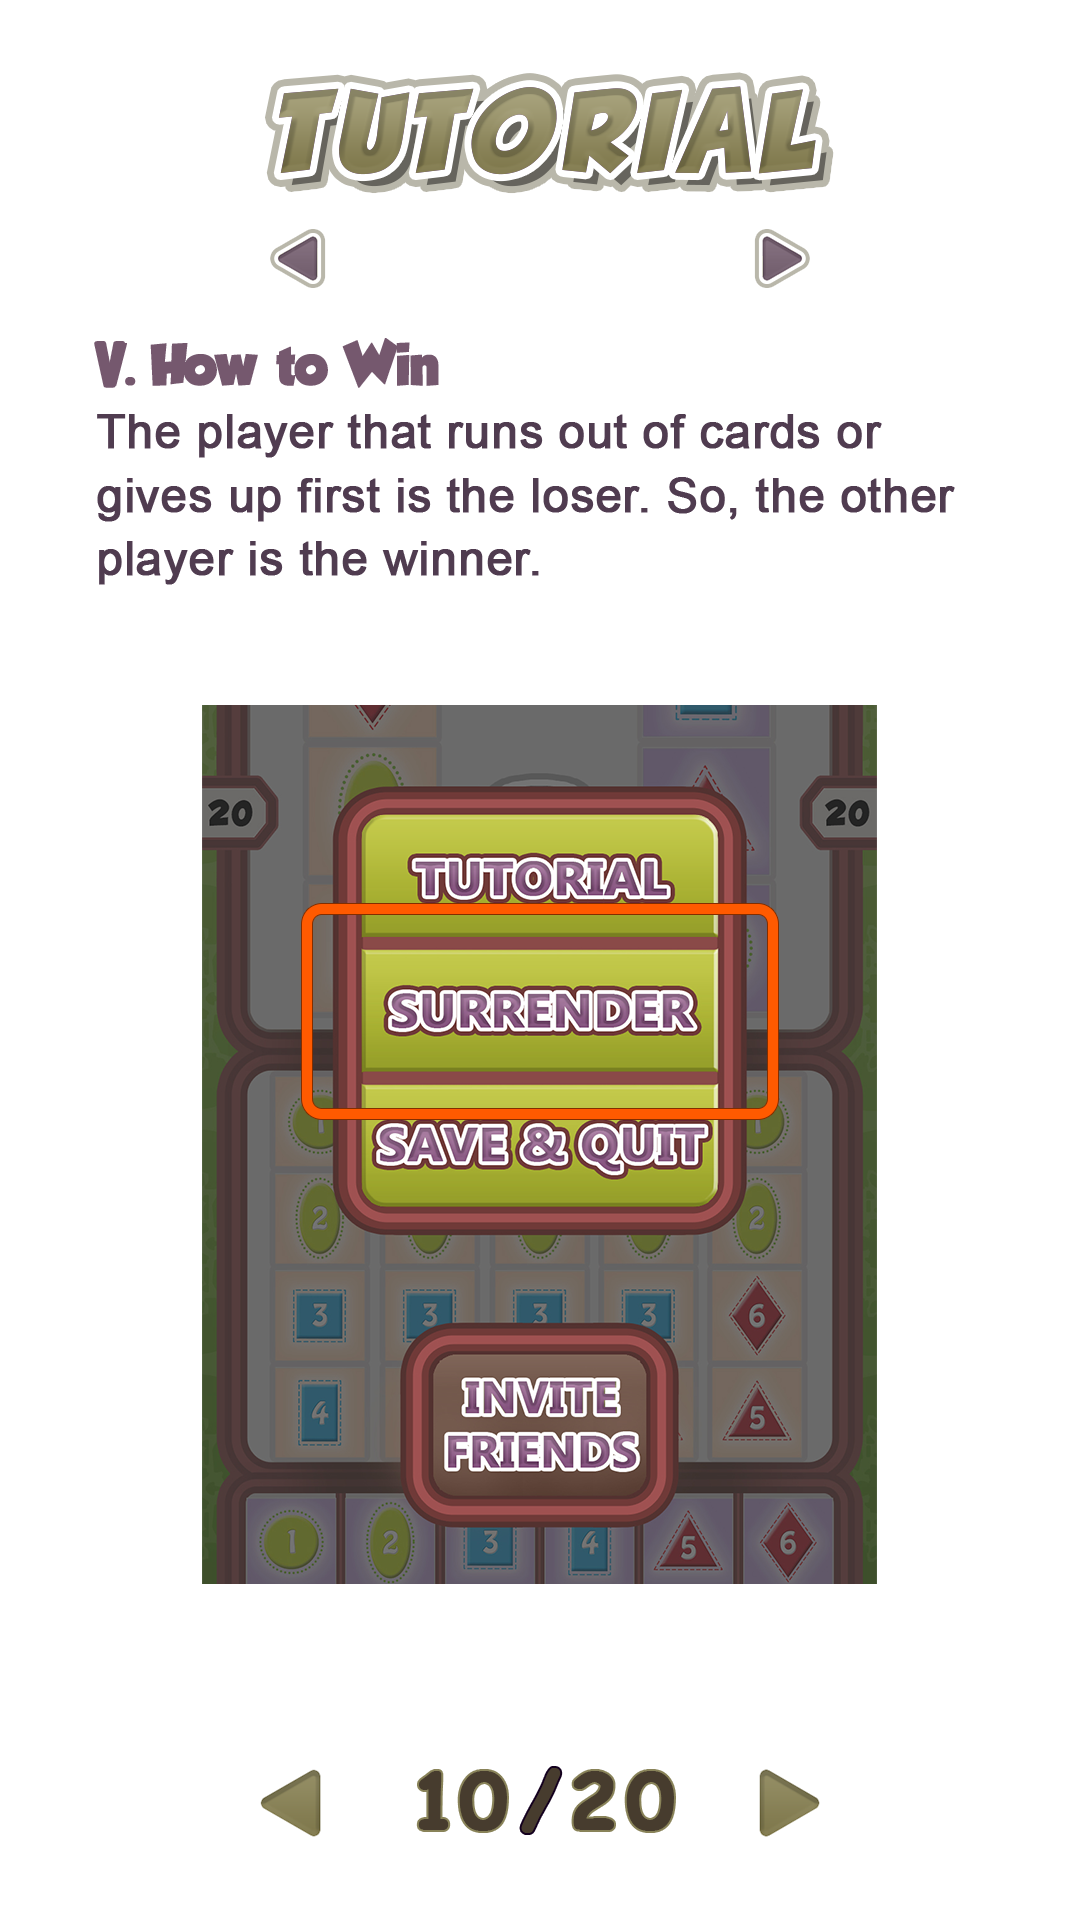 TUTORIAL
V. How to Win
The player that runs out of cards or
gives up first is the loser. So, the other
player is the winner.
20 20
TUTORIAL
SURRENDER
1 1
SAVE & QUIT
2 2
3 3 3 3 6
INVITE
4 5
FRIENDS
1 2 3 4 5 6
10/20